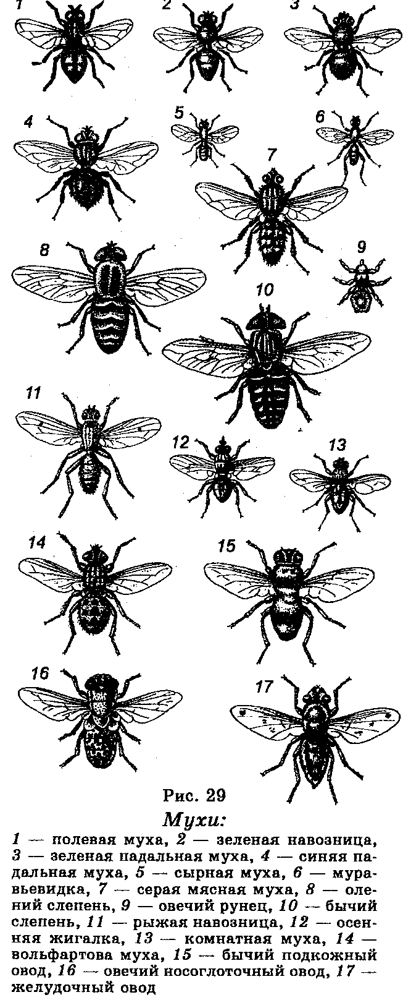 1 2 3
4 5 6
7
8 9
10
11
12 13
14 15
16 17
Рис. 29
Мухи:
1 — полевая муха, 2 — зеленая навозница,
3 — зеленая падальная муха, 4 — синяя па-
дальная муха, 5 — сырная муха, 6 — мура-
вьевидка, 7 — серая мясная муха, 8 — оле-
ний слепень, 9 — овечий рунец, 10 — бычий
слепень, 11 — рыжая навозница, 12 — осен-
няя жигалка, 13 — комнатная муха, 14 —
вольфартова муха, 15 — бычий подкожный
овод, 16 — овечий носоглоточный овод, 17 —
желудочный овод